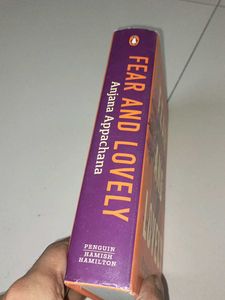 FEAR AND LOVELY
Anjana Appachana
PENGUIN
HAMISH
HAMILTON